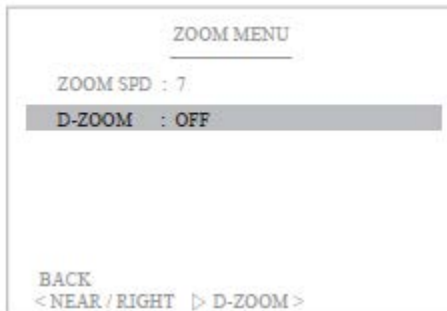 ZOOM MENU
ZOOM SPD : 7
D-ZOOM : OFF
BACK
< NEAR / RIGHT ▷ D-ZOOM >